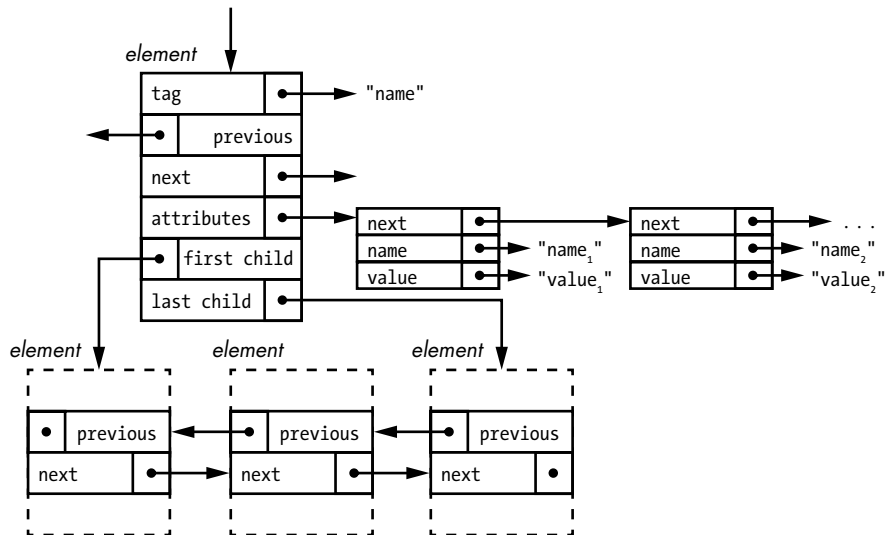 element
tag "name"
previous
next
attributes
next next . . .
name "name₁" name "name₂"
first child
value "value₁" value "value₂"
last child
element element element
previous previous previous
next next next